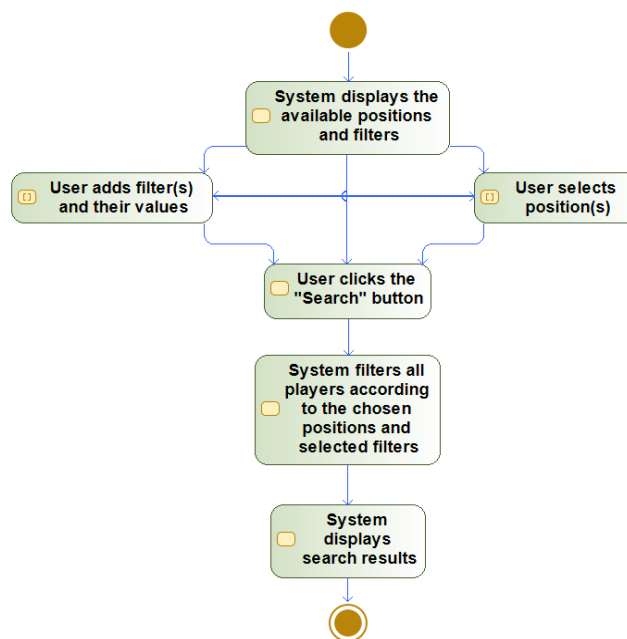 System displays the
available positions
and filters
User adds filter(s)
and their values
User selects
position(s)
User clicks the
"Search" button
System filters all
players according
to the chosen
positions and
selected filters
System
displays
search results